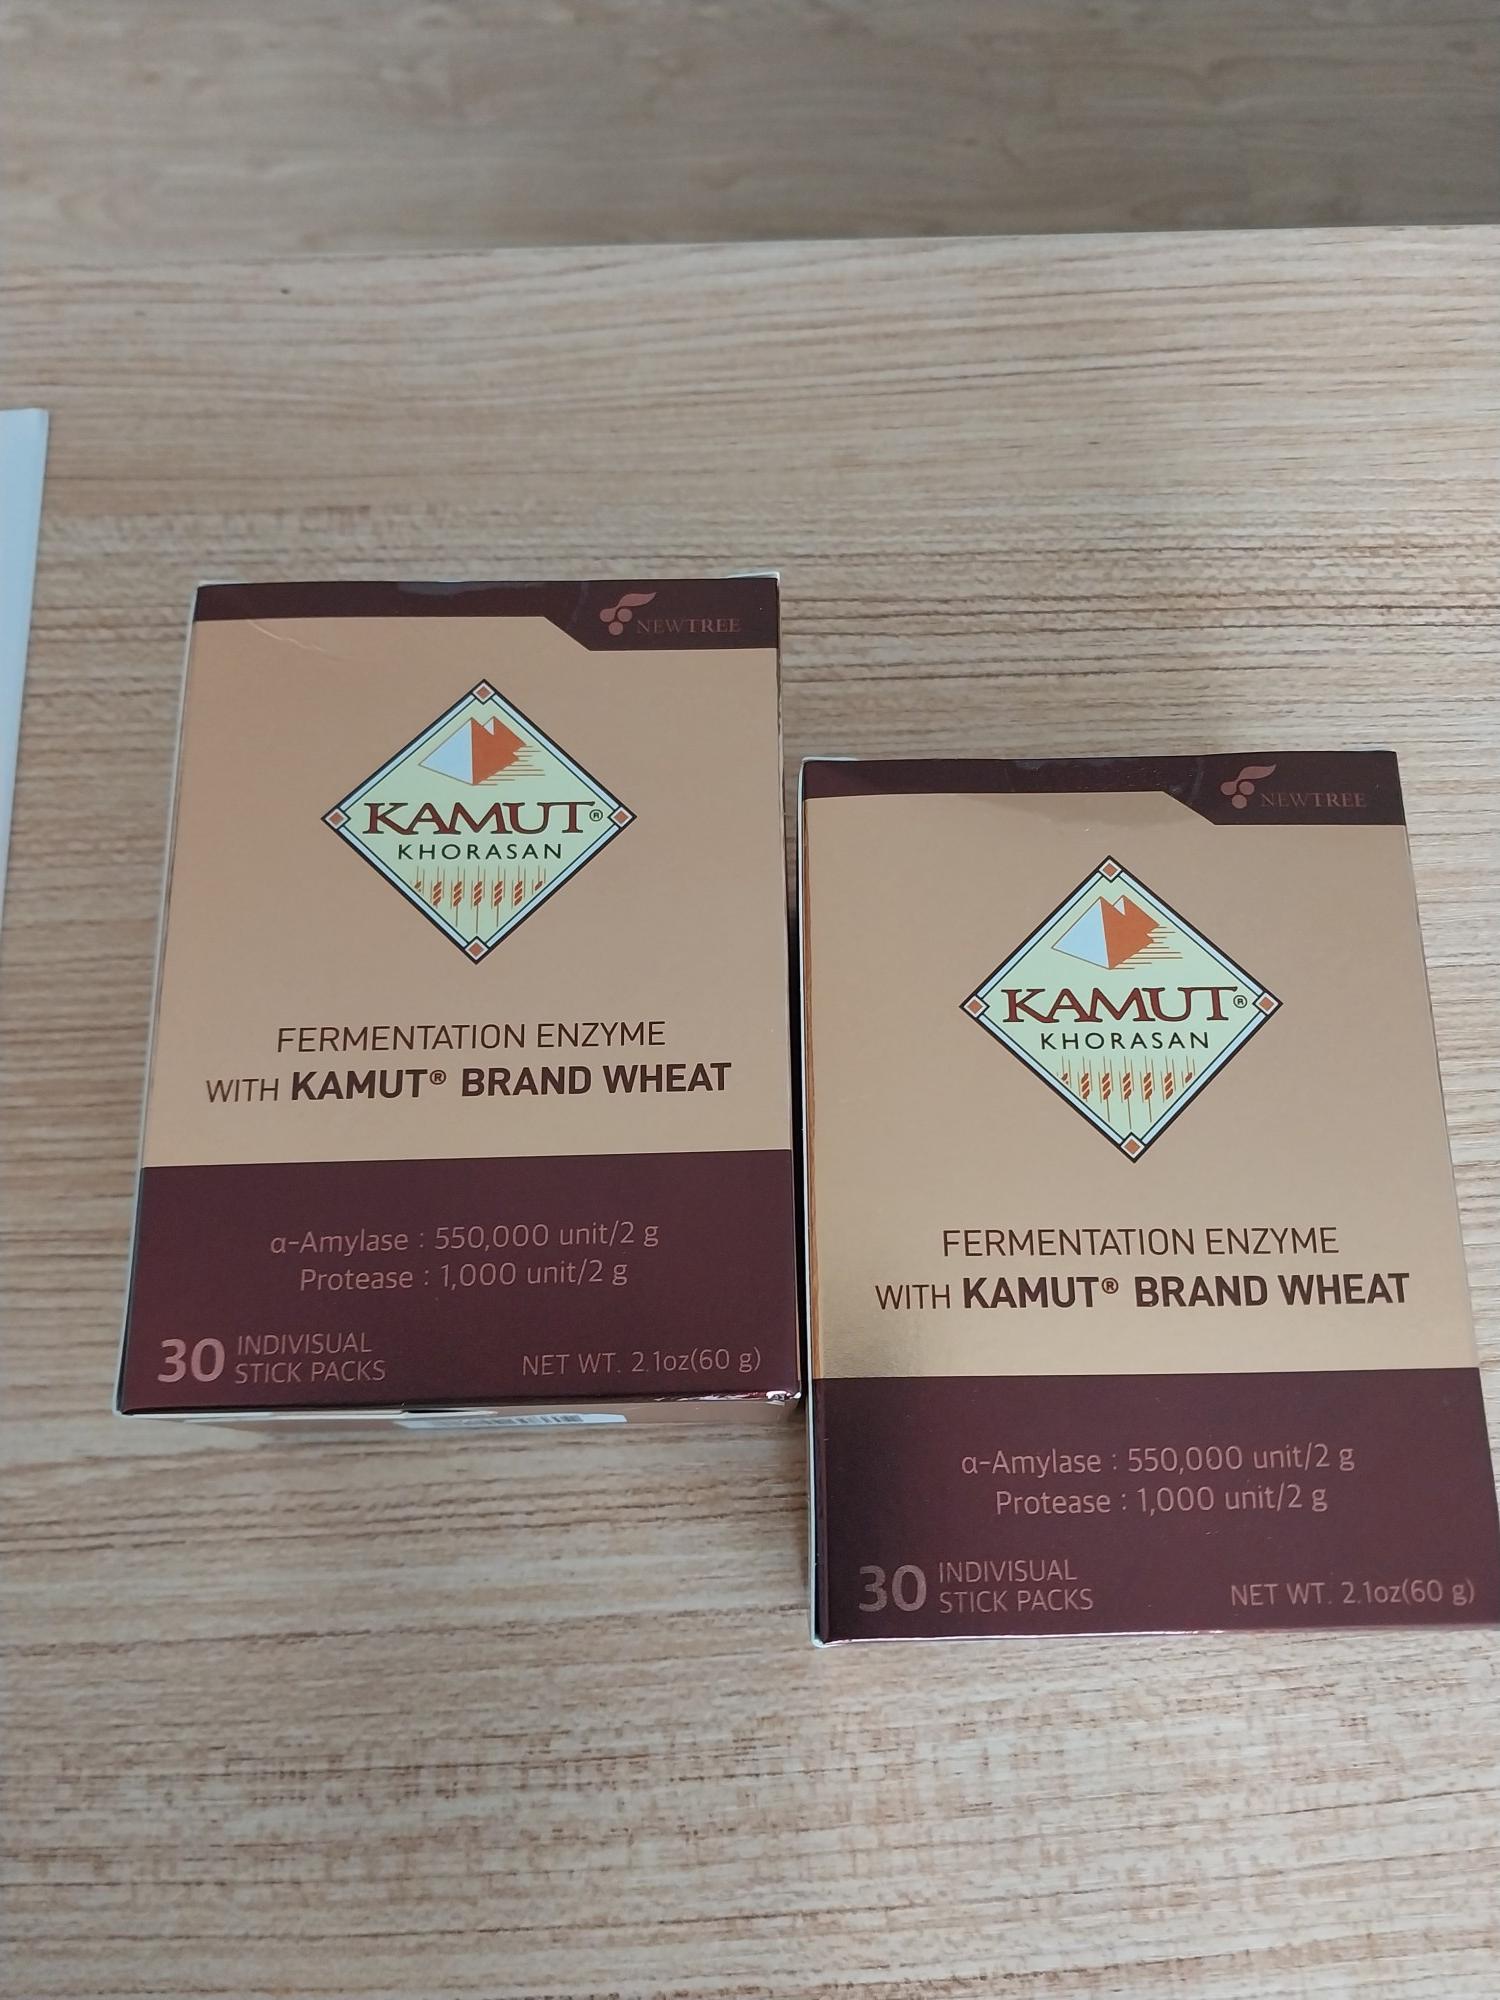 NEWTREE
KAMUT®
KHORASAN
FERMENTATION ENZYME
WITH KAMUT® BRAND WHEAT
α-Amylase : 550,000 unit/2 g
Protease : 1,000 unit/2 g
30 INDIVISUAL
STICK PACKS
NET WT. 2.1oz(60 g)
NEWTREE
KAMUT®
KHORASAN
FERMENTATION ENZYME
WITH KAMUT® BRAND WHEAT
α-Amylase : 550,000 unit/2 g
Protease : 1,000 unit/2 g
30 INDIVISUAL
STICK PACKS
NET WT. 2.1oz(60 g)